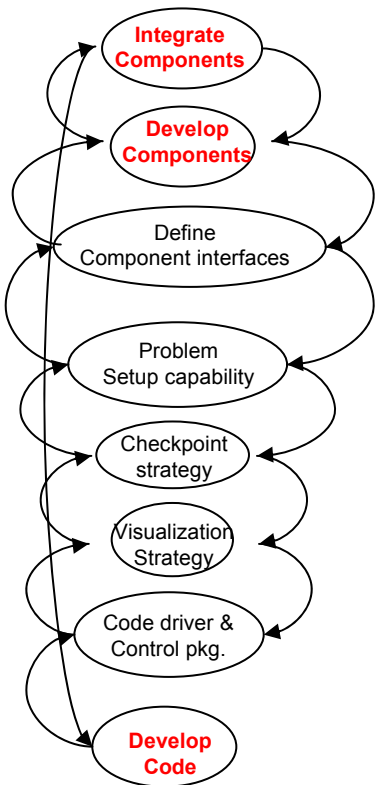 Integrate
Components
Develop
Components
Define
Component interfaces
Problem
Setup capability
Checkpoint
strategy
Visualization
Strategy
Code driver &
Control pkg.
Develop
Code